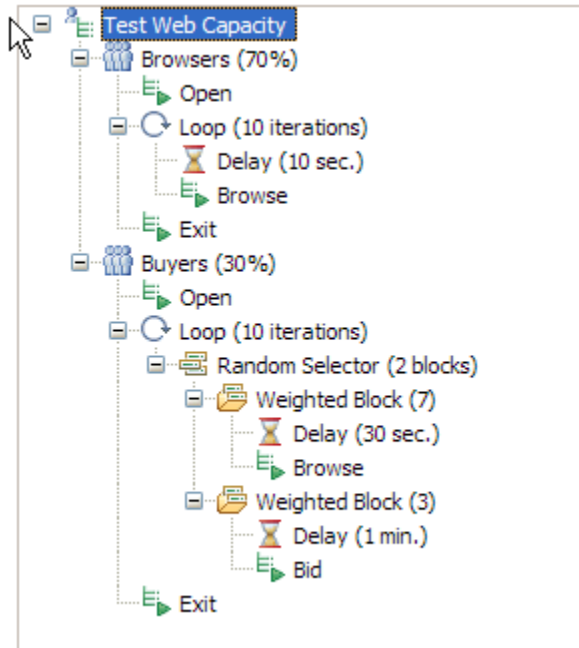 Test Web Capacity
Browsers (70%)
Open
Loop (10 iterations)
Delay (10 sec.)
Browse
Exit
Buyers (30%)
Open
Loop (10 iterations)
Random Selector (2 blocks)
Weighted Block (7)
Delay (30 sec.)
Browse
Weighted Block (3)
Delay (1 min.)
Bid
Exit